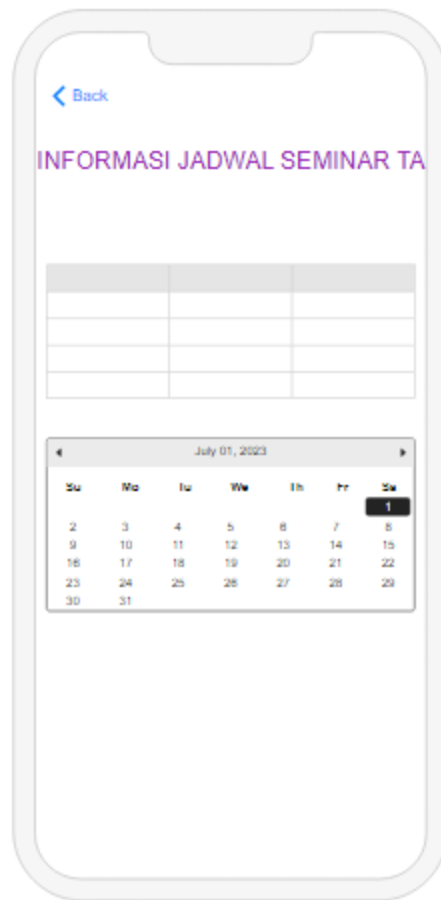 Back
INFORMASI JADWAL SEMINAR TA
July 01, 2023
Su Mo Tu We Th Fr Sa
1
2 3 4 5 6 7 8
9 10 11 12 13 14 15
16 17 18 19 20 21 22
23 24 25 26 27 28 29
30 31